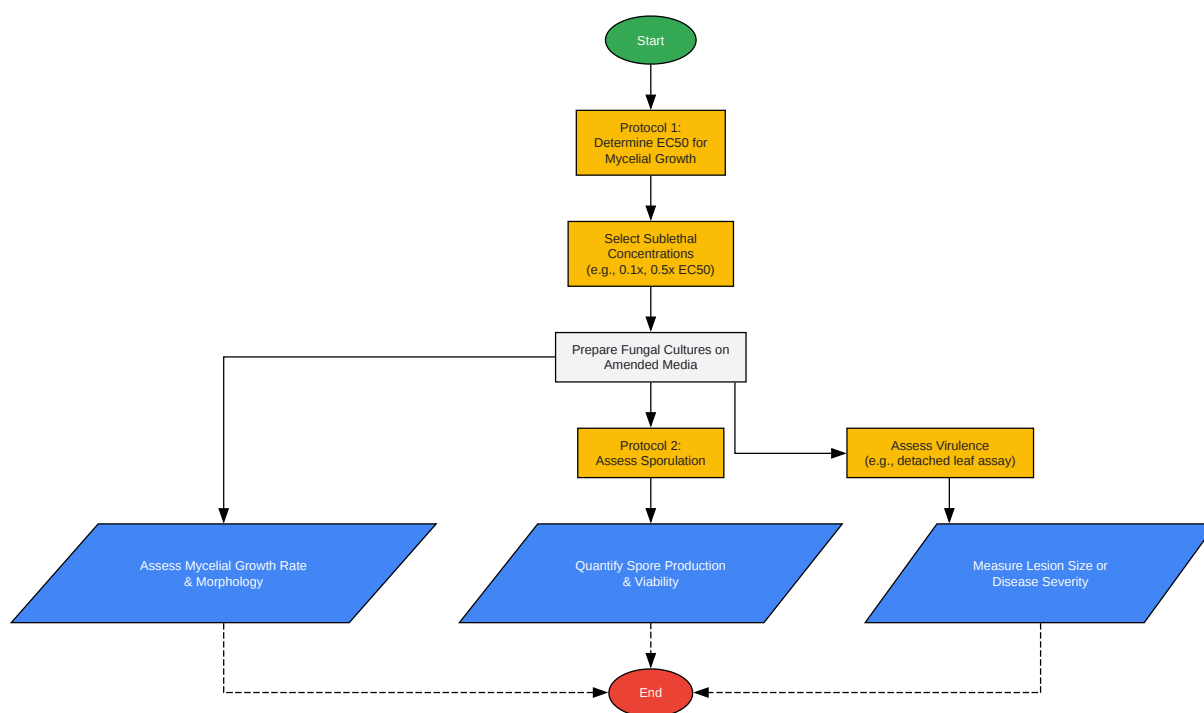 Start
Protocol 1:
Determine EC50 for
Mycelial Growth
Select Sublethal
Concentrations
(e.g., 0.1x, 0.5x EC50)
Prepare Fungal Cultures on
Amended Media
Protocol 2:
Assess Sporulation
Assess Virulence
(e.g., detached leaf assay)
Assess Mycelial Growth Rate
& Morphology
Quantify Spore Production
& Viability
Measure Lesion Size or
Disease Severity
End